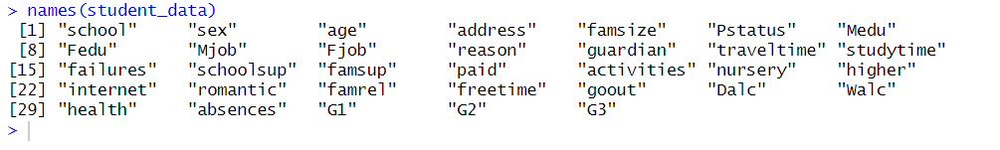 > names(student_data)
[1] "school" "sex" "age" "address" "famsize" "Pstatus" "Medu"
[8] "Fedu" "Mjob" "Fjob" "reason" "guardian" "traveltime" "studytime"
[15] "failures" "schoolsup" "famsup" "paid" "activities" "nursery" "higher"
[22] "internet" "romantic" "famrel" "freetime" "goout" "Dalc" "Walc"
[29] "health" "absences" "G1" "G2" "G3"
>